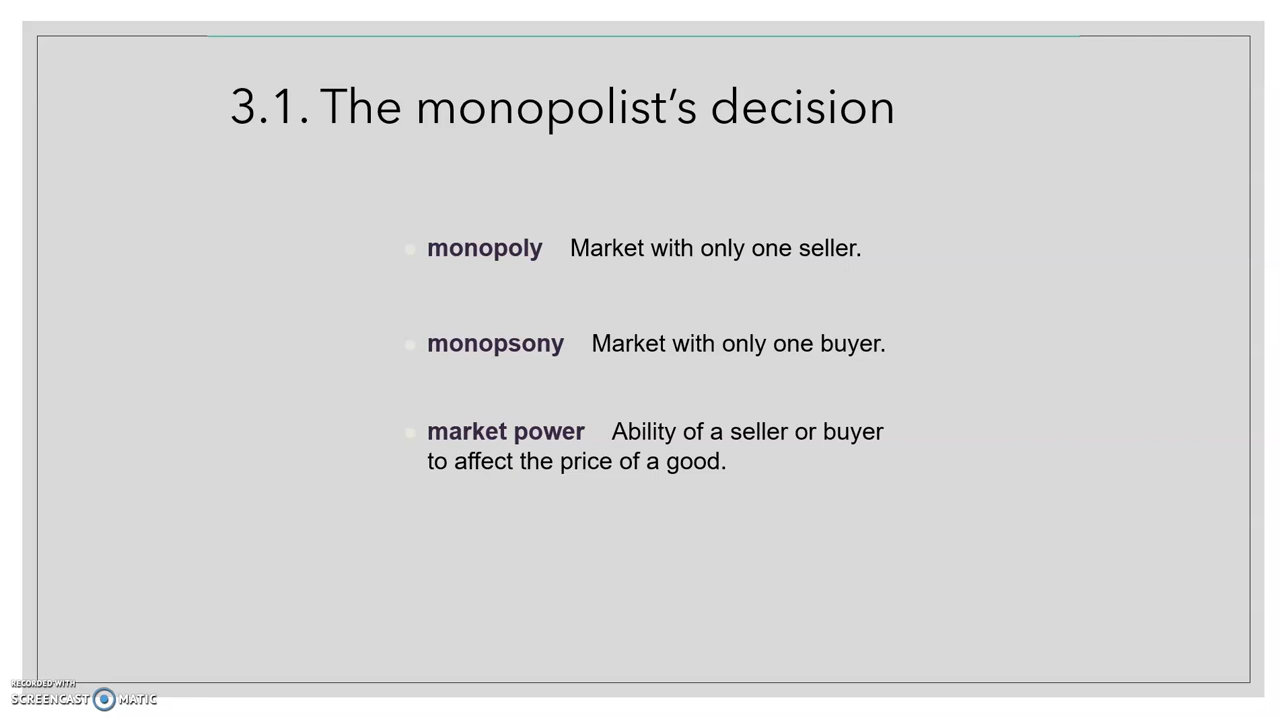 3.1. The monopolist’s decision
monopoly Market with only one seller.
monopsony Market with only one buyer.
market power Ability of a seller or buyer
to affect the price of a good.
RECORDED WITH
SCREENCAST MATIC